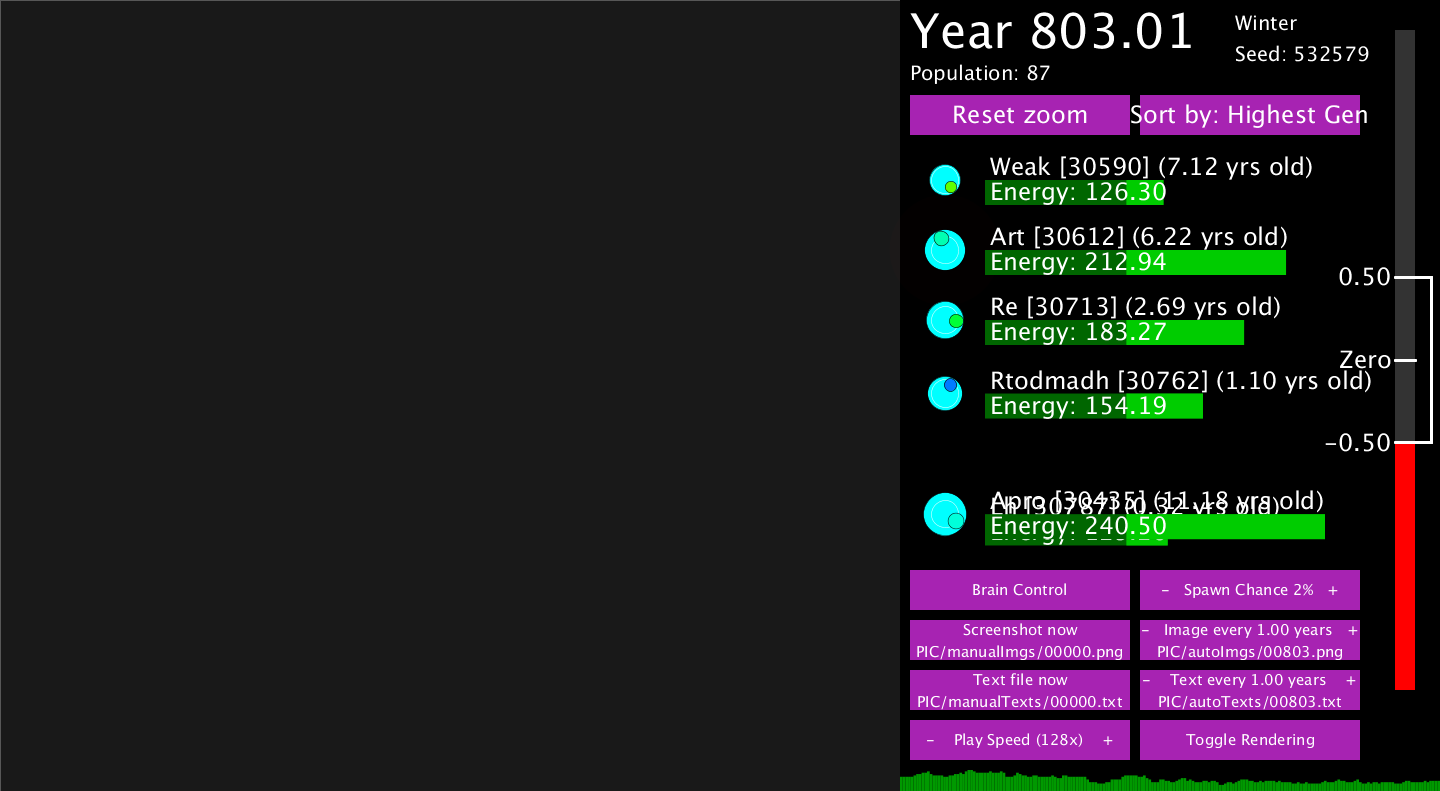 Year 803.01
Winter
Seed: 532579
Population: 87
Reset zoom
Sort by: Highest Gen
Weak [30590] (7.12 yrs old)
Energy: 126.30
Art [30612] (6.22 yrs old)
Energy: 212.94
Re [30713] (2.69 yrs old)
Energy: 183.27
0.50
Zero
Rtodmadh [30762] (1.10 yrs old)
Energy: 154.19
-0.50
Apro [30435] (11.18 yrs old)
[30787] (0.32 yrs old)
Energy: 240.50
Brain Control
- Spawn Chance 2% +
Screenshot now
PIC/manualImgs/00000.png
- Image every 1.00 years +
PIC/autoImgs/00803.png
Text file now
PIC/manualTexts/00000.txt
- Text every 1.00 years +
PIC/autoTexts/00803.txt
- Play Speed (128x) +
Toggle Rendering